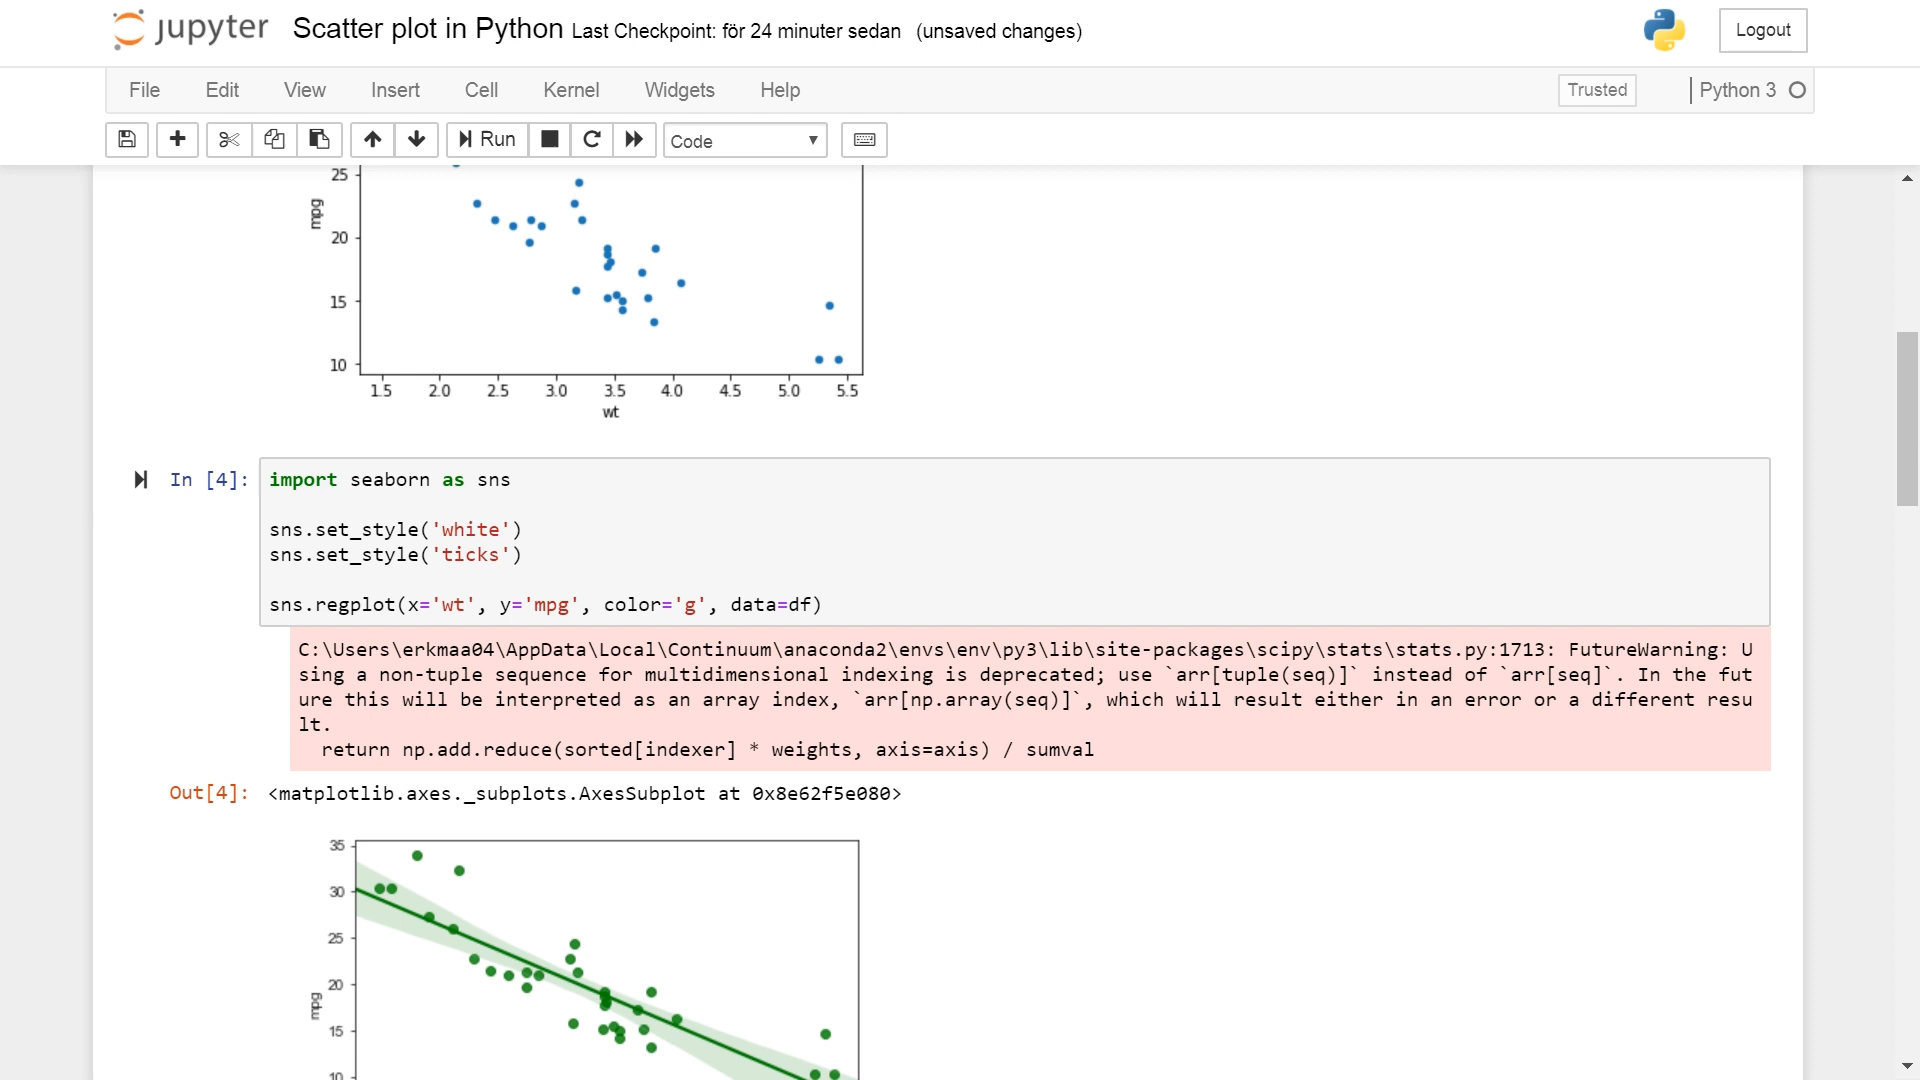 jupyter Scatter plot in Python Last Checkpoint: för 24 minuter sedan (unsaved changes) Logout
File Edit View Insert Cell Kernel Widgets Help Trusted Python 3
Run Code
25
20
15
10
mpg
1.5 2.0 2.5 3.0 3.5 4.0 4.5 5.0 5.5
wt
In [4]: import seaborn as sns
sns.set_style('white')
sns.set_style('ticks')
sns.regplot(x='wt', y='mpg', color='g', data=df)
C:\Users\erkmaa04\AppData\Local\Continuum\anaconda2\envs\env\py3\lib\site-packages\scipy\stats\stats.py:1713: FutureWarning: U
sing a non-tuple sequence for multidimensional indexing is deprecated; use `arr[tuple(seq)]` instead of `arr[seq]`. In the fut
ure this will be interpreted as an array index, `arr[np.array(seq)]`, which will result either in an error or a different resu
lt.
return np.add.reduce(sorted[indexer] * weights, axis=axis) / sumval
Out[4]: <matplotlib.axes._subplots.AxesSubplot at 0x8e62f5e080>
35
30
25
20
15
10
mpg